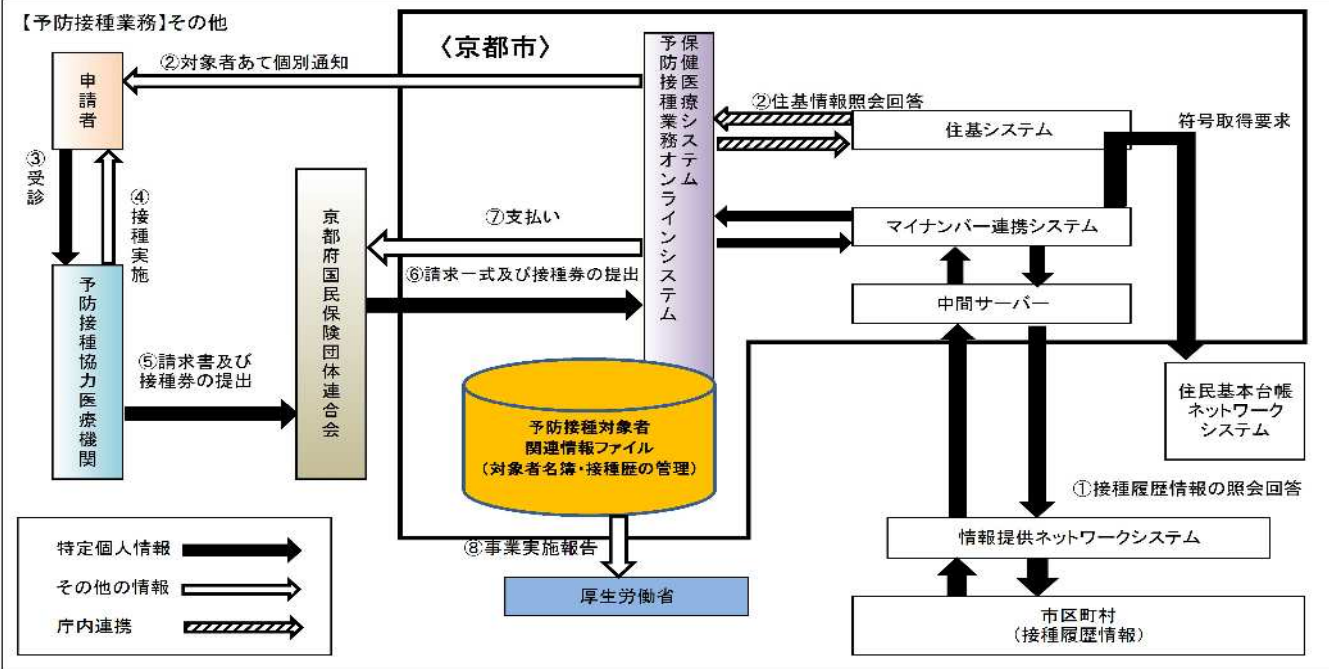 【予防接種業務】その他
〈京都市〉
申請者
②対象者あて個別通知
保健医療システム
予防接種業務オンラインシステム
②住基情報照会回答
住基システム
符号取得要求
③受診
④接種実施
京都府国民保険団体連合会
⑦支払い
マイナンバー連携システム
⑥請求一式及び接種券の提出
中間サーバー
予防接種協力医療機関
⑤請求書及び
接種券の提出
住民基本台帳
ネットワーク
システム
予防接種対象者
関連情報ファイル
(対象者名簿・接種歴の管理)
①接種履歴情報の照会回答
特定個人情報
その他の情報
庁内連携
⑧事業実施報告
厚生労働省
情報提供ネットワークシステム
市区町村
(接種履歴情報)